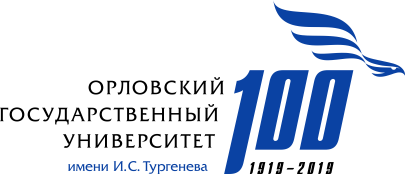 ОРЛОВСКИЙ
ГОСУДАРСТВЕННЫЙ
УНИВЕРСИТЕТ
имени И.С. Тургенева
100
1919-2019